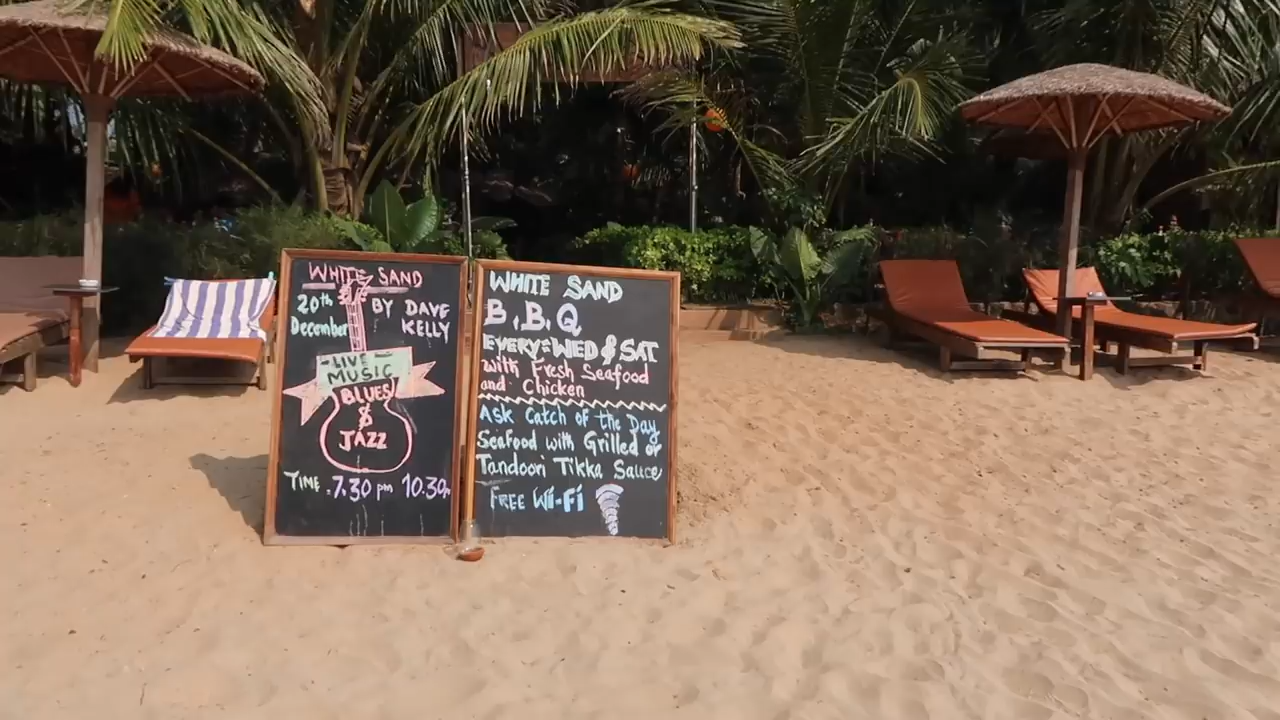 WHITE SAND
20th December
BY DAVE KELLY
LIVE MUSIC
BLUES
&
JAZZ
TIME = 7.30 pm 10.30p
WHITE SAND
B.B.Q
EVERY = WED & SAT
with Fresh Seafood
and Chicken
Ask Catch of the Day
Seafood with Grilled or
Tandoori Tikka Sauce
FREE Wi-Fi